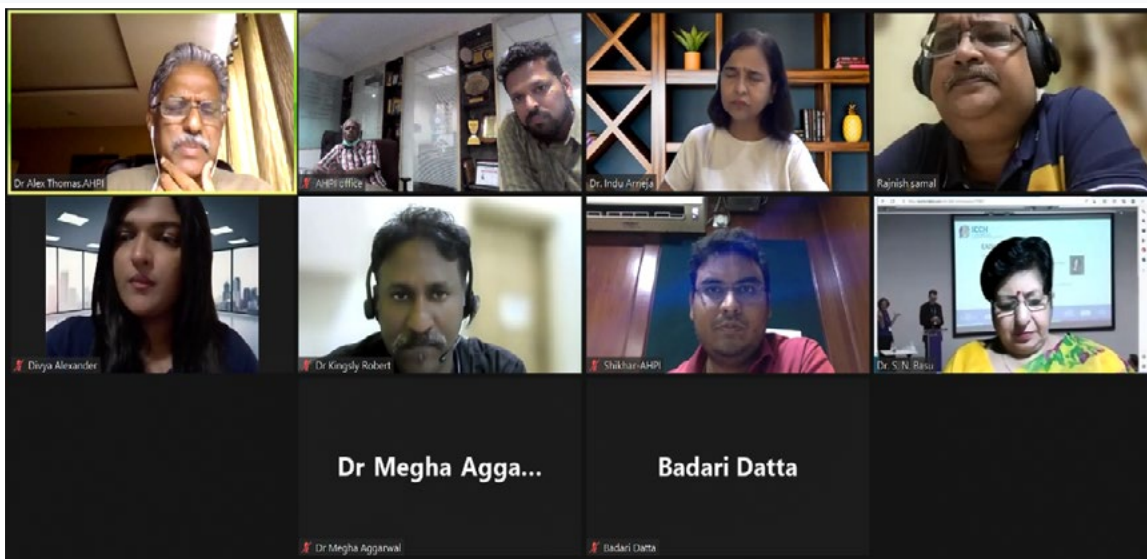 Dr Alex Thomas.AHPI
AHPI office
Dr. Indu Arneja
Rajnish samal
Divya Alexander
Dr Kingsly Robert
Shikhar-AHPI
ICCH
Dr. S. N. Basu
Dr Megha Agga...
Badari Datta
Dr Megha Aggarwal
Badari Datta